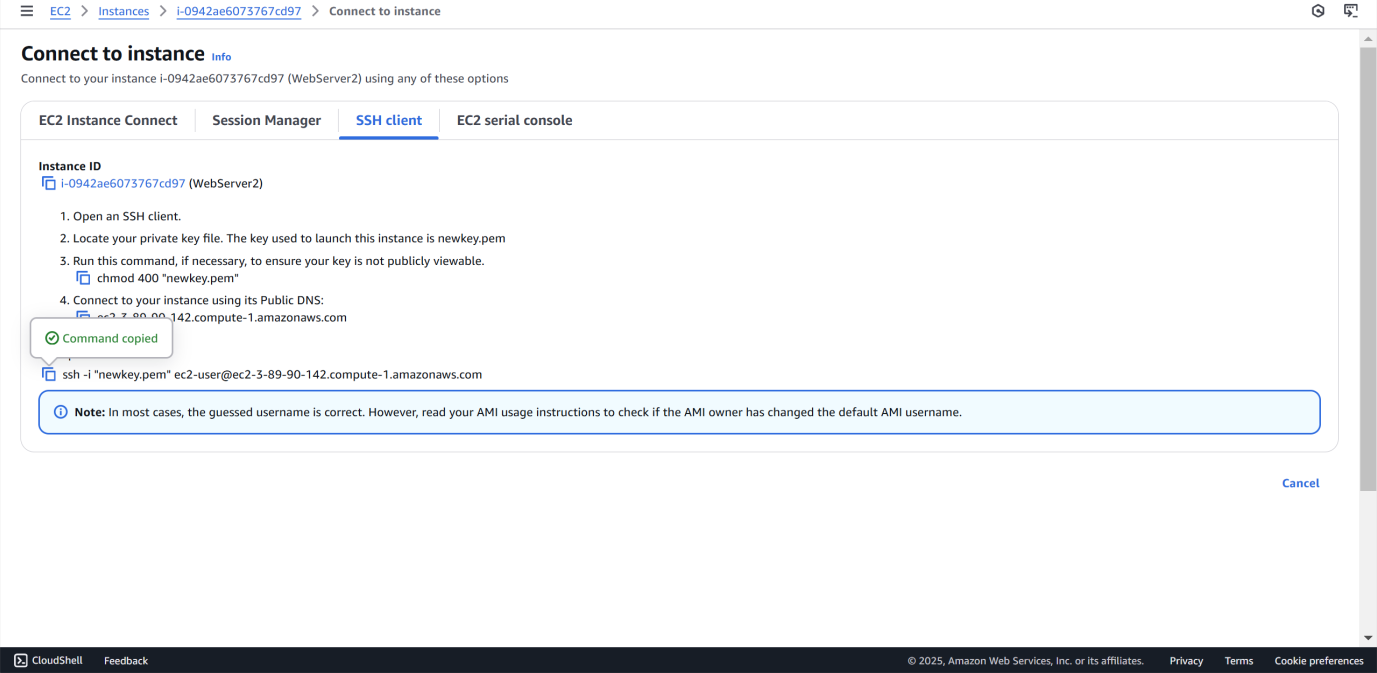 EC2 > Instances > i-0942ae6073767cd97 > Connect to instance
Connect to instance Info
Connect to your instance i-0942ae6073767cd97 (WebServer2) using any of these options
EC2 Instance Connect Session Manager SSH client EC2 serial console
Instance ID
i-0942ae6073767cd97 (WebServer2)
1. Open an SSH client.
2. Locate your private key file. The key used to launch this instance is newkey.pem
3. Run this command, if necessary, to ensure your key is not publicly viewable.
chmod 400 "newkey.pem"
4. Connect to your instance using its Public DNS:
ec2-3-89-90-142.compute-1.amazonaws.com
Command copied
ssh -i "newkey.pem" ec2-user@ec2-3-89-90-142.compute-1.amazonaws.com
Note: In most cases, the guessed username is correct. However, read your AMI usage instructions to check if the AMI owner has changed the default AMI username.
Cancel
CloudShell Feedback © 2025, Amazon Web Services, Inc. or its affiliates. Privacy Terms Cookie preferences